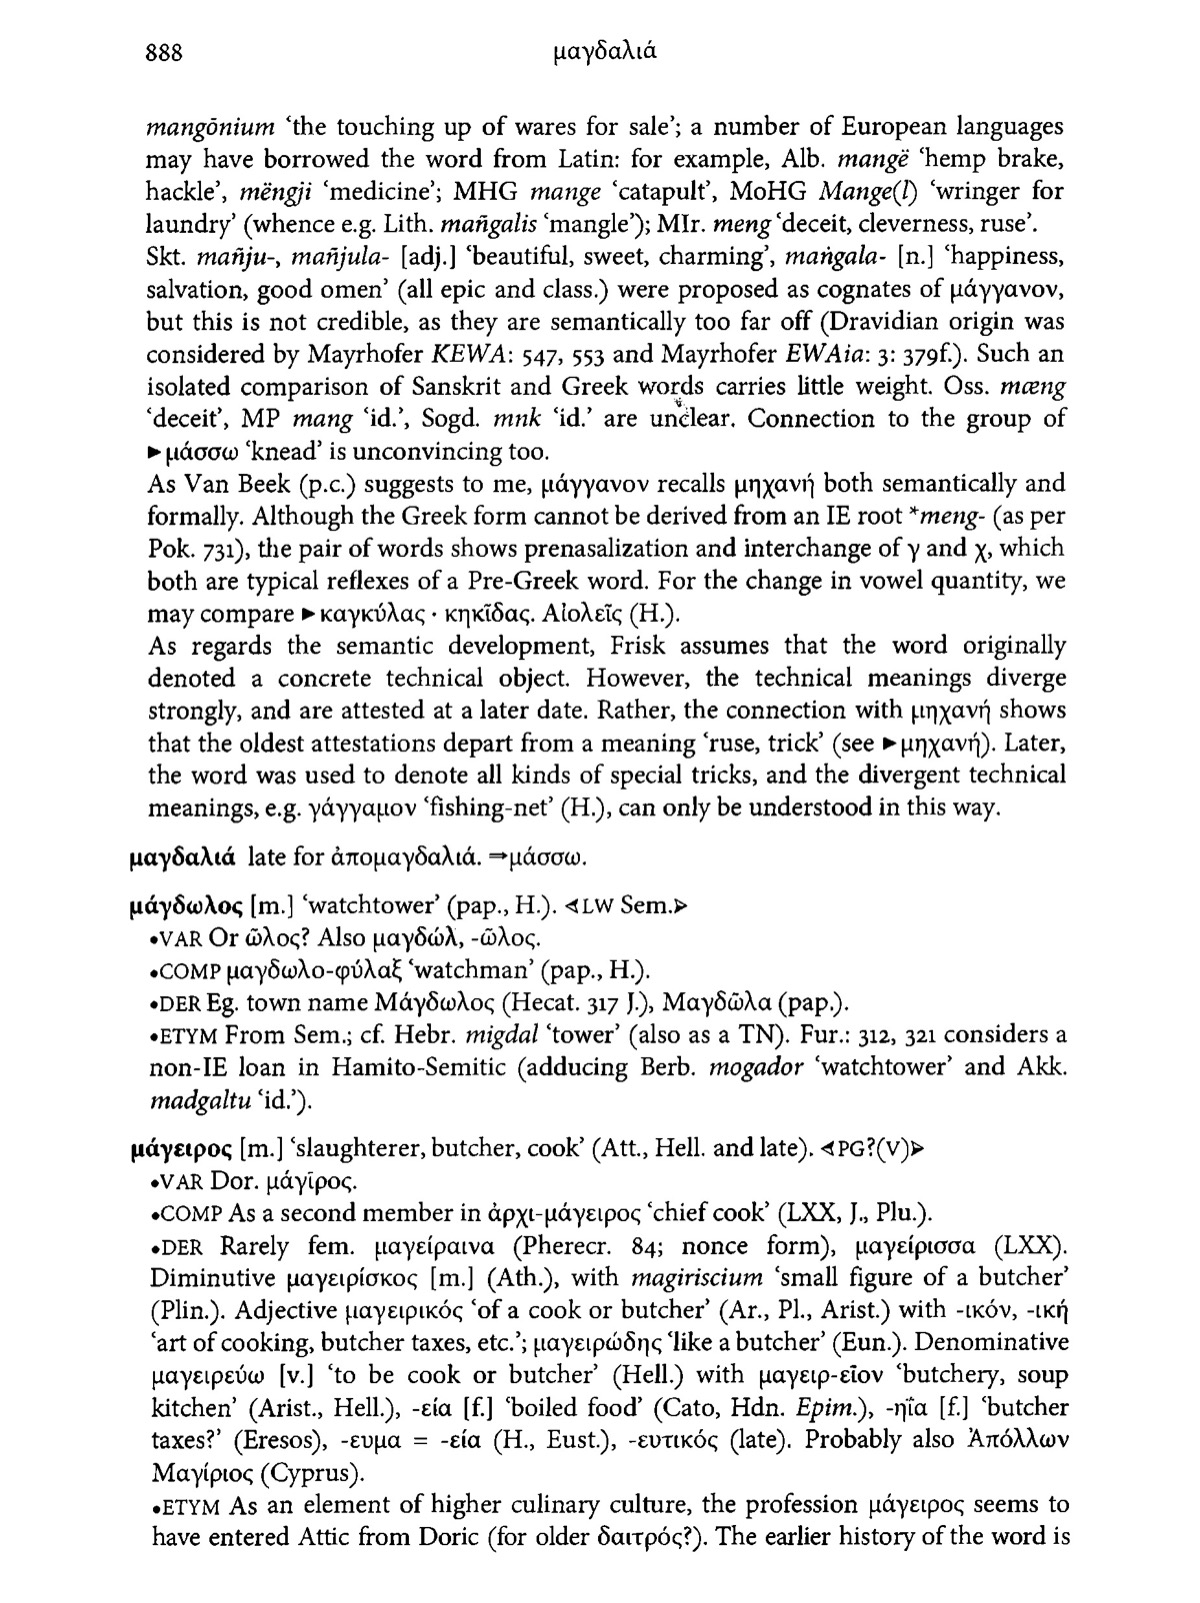 888 μαγδαλιά
mangōnium ‘the touching up of wares for sale’; a number of European languages
may have borrowed the word from Latin: for example, Alb. mangë ‘hemp brake,
hackle’, mëngji ‘medicine’; MHG mange ‘catapult’, MoHG Mange(l) ‘wringer for
laundry’ (whence e.g. Lith. mañgalis ‘mangle’); MIr. meng ‘deceit, cleverness, ruse’.
Skt. mañju-, mañjula- [adj.] ‘beautiful, sweet, charming’, maṅgala- [n.] ‘happiness,
salvation, good omen’ (all epic and class.) were proposed as cognates of μάγγανον,
but this is not credible, as they are semantically too far off (Dravidian origin was
considered by Mayrhofer KEWA: 547, 553 and Mayrhofer EWAia: 3: 379f.). Such an
isolated comparison of Sanskrit and Greek words carries little weight. Oss. mæng
‘deceit’, MP mang ‘id.’, Sogd. mnk ‘id.’ are unclear. Connection to the group of
►μάσσω ‘knead’ is unconvincing too.
As Van Beek (p.c.) suggests to me, μάγγανον recalls μηχανή both semantically and
formally. Although the Greek form cannot be derived from an IE root *meng- (as per
Pok. 731), the pair of words shows prenasalization and interchange of γ and χ, which
both are typical reflexes of a Pre-Greek word. For the change in vowel quantity, we
may compare ►καγκύλας · κηκῖδας. Αἰολεῖς (H.).
As regards the semantic development, Frisk assumes that the word originally
denoted a concrete technical object. However, the technical meanings diverge
strongly, and are attested at a later date. Rather, the connection with μηχανή shows
that the oldest attestations depart from a meaning ‘ruse, trick’ (see ►μηχανή). Later,
the word was used to denote all kinds of special tricks, and the divergent technical
meanings, e.g. γάγγαμον ‘fishing-net’ (H.), can only be understood in this way.
μαγδαλιά late for ἀπομαγδαλιά. ⇒μάσσω.
μάγδωλος [m.] ‘watchtower’ (pap., H.). ◄LW Sem.►
•VAR Or ῶλος? Also μαγδώλ, -ῶλος.
•COMP μαγδωλο-φύλαξ ‘watchman’ (pap., H.).
•DER Eg. town name Μάγδωλος (Hecat. 317 J.), Μαγδῶλα (pap.).
•ETYM From Sem.; cf. Hebr. migdal ‘tower’ (also as a TN). Fur.: 312, 321 considers a
non-IE loan in Hamito-Semitic (adducing Berb. mogador ‘watchtower’ and Akk.
madgaltu ‘id.’).
μάγειρος [m.] ‘slaughterer, butcher, cook’ (Att., Hell. and late). ◄PG?(V)►
•VAR Dor. μάγῑρος.
•COMP As a second member in ἀρχι-μάγειρος ‘chief cook’ (LXX, J., Plu.).
•DER Rarely fem. μαγείραινα (Pherecr. 84; nonce form), μαγείρισσα (LXX).
Diminutive μαγειρίσκος [m.] (Ath.), with magiriscium ‘small figure of a butcher’
(Plin.). Adjective μαγειρικός ‘of a cook or butcher’ (Ar., Pl., Arist.) with -ικόν, -ική
‘art of cooking, butcher taxes, etc.’; μαγειρώδης ‘like a butcher’ (Eun.). Denominative
μαγειρεύω [v.] ‘to be cook or butcher’ (Hell.) with μαγειρ-εῖον ‘butchery, soup
kitchen’ (Arist., Hell.), -εία [f.] ‘boiled food’ (Cato, Hdn. Epim.), -ηΐα [f.] ‘butcher
taxes?’ (Eresos), -ευμα = -εία (H., Eust.), -ευτικός (late). Probably also Ἀπόλλων
Μαγίριος (Cyprus).
•ETYM As an element of higher culinary culture, the profession μάγειρος seems to
have entered Attic from Doric (for older δαιτρός?). The earlier history of the word is